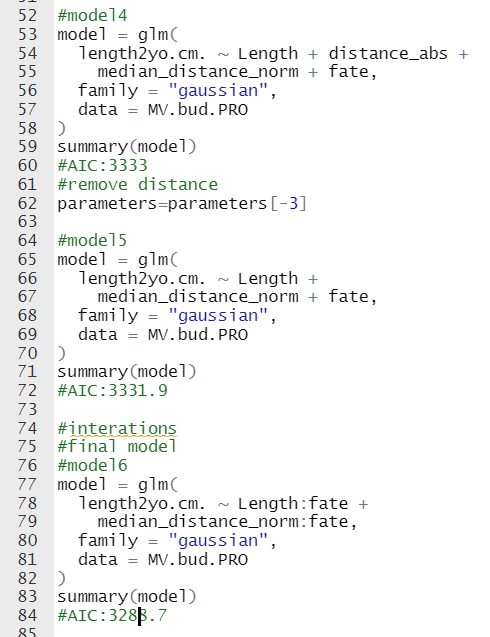 52 #model4
53 model = glm(
54 length2yo.cm. ~ Length + distance_abs +
55 median_distance_norm + fate,
56 family = "gaussian",
57 data = MV.bud.PRO
58 )
59 summary(model)
60 #AIC:3333
61 #remove distance
62 parameters=parameters[-3]
63
64 #model5
65 model = glm(
66 length2yo.cm. ~ Length +
67 median_distance_norm + fate,
68 family = "gaussian",
69 data = MV.bud.PRO
70 )
71 summary(model)
72 #AIC:3331.9
73
74 #interations
75 #final model
76 #model6
77 model = glm(
78 length2yo.cm. ~ Length:fate +
79 median_distance_norm:fate,
80 family = "gaussian",
81 data = MV.bud.PRO
82 )
83 summary(model)
84 #AIC:3288.7
85